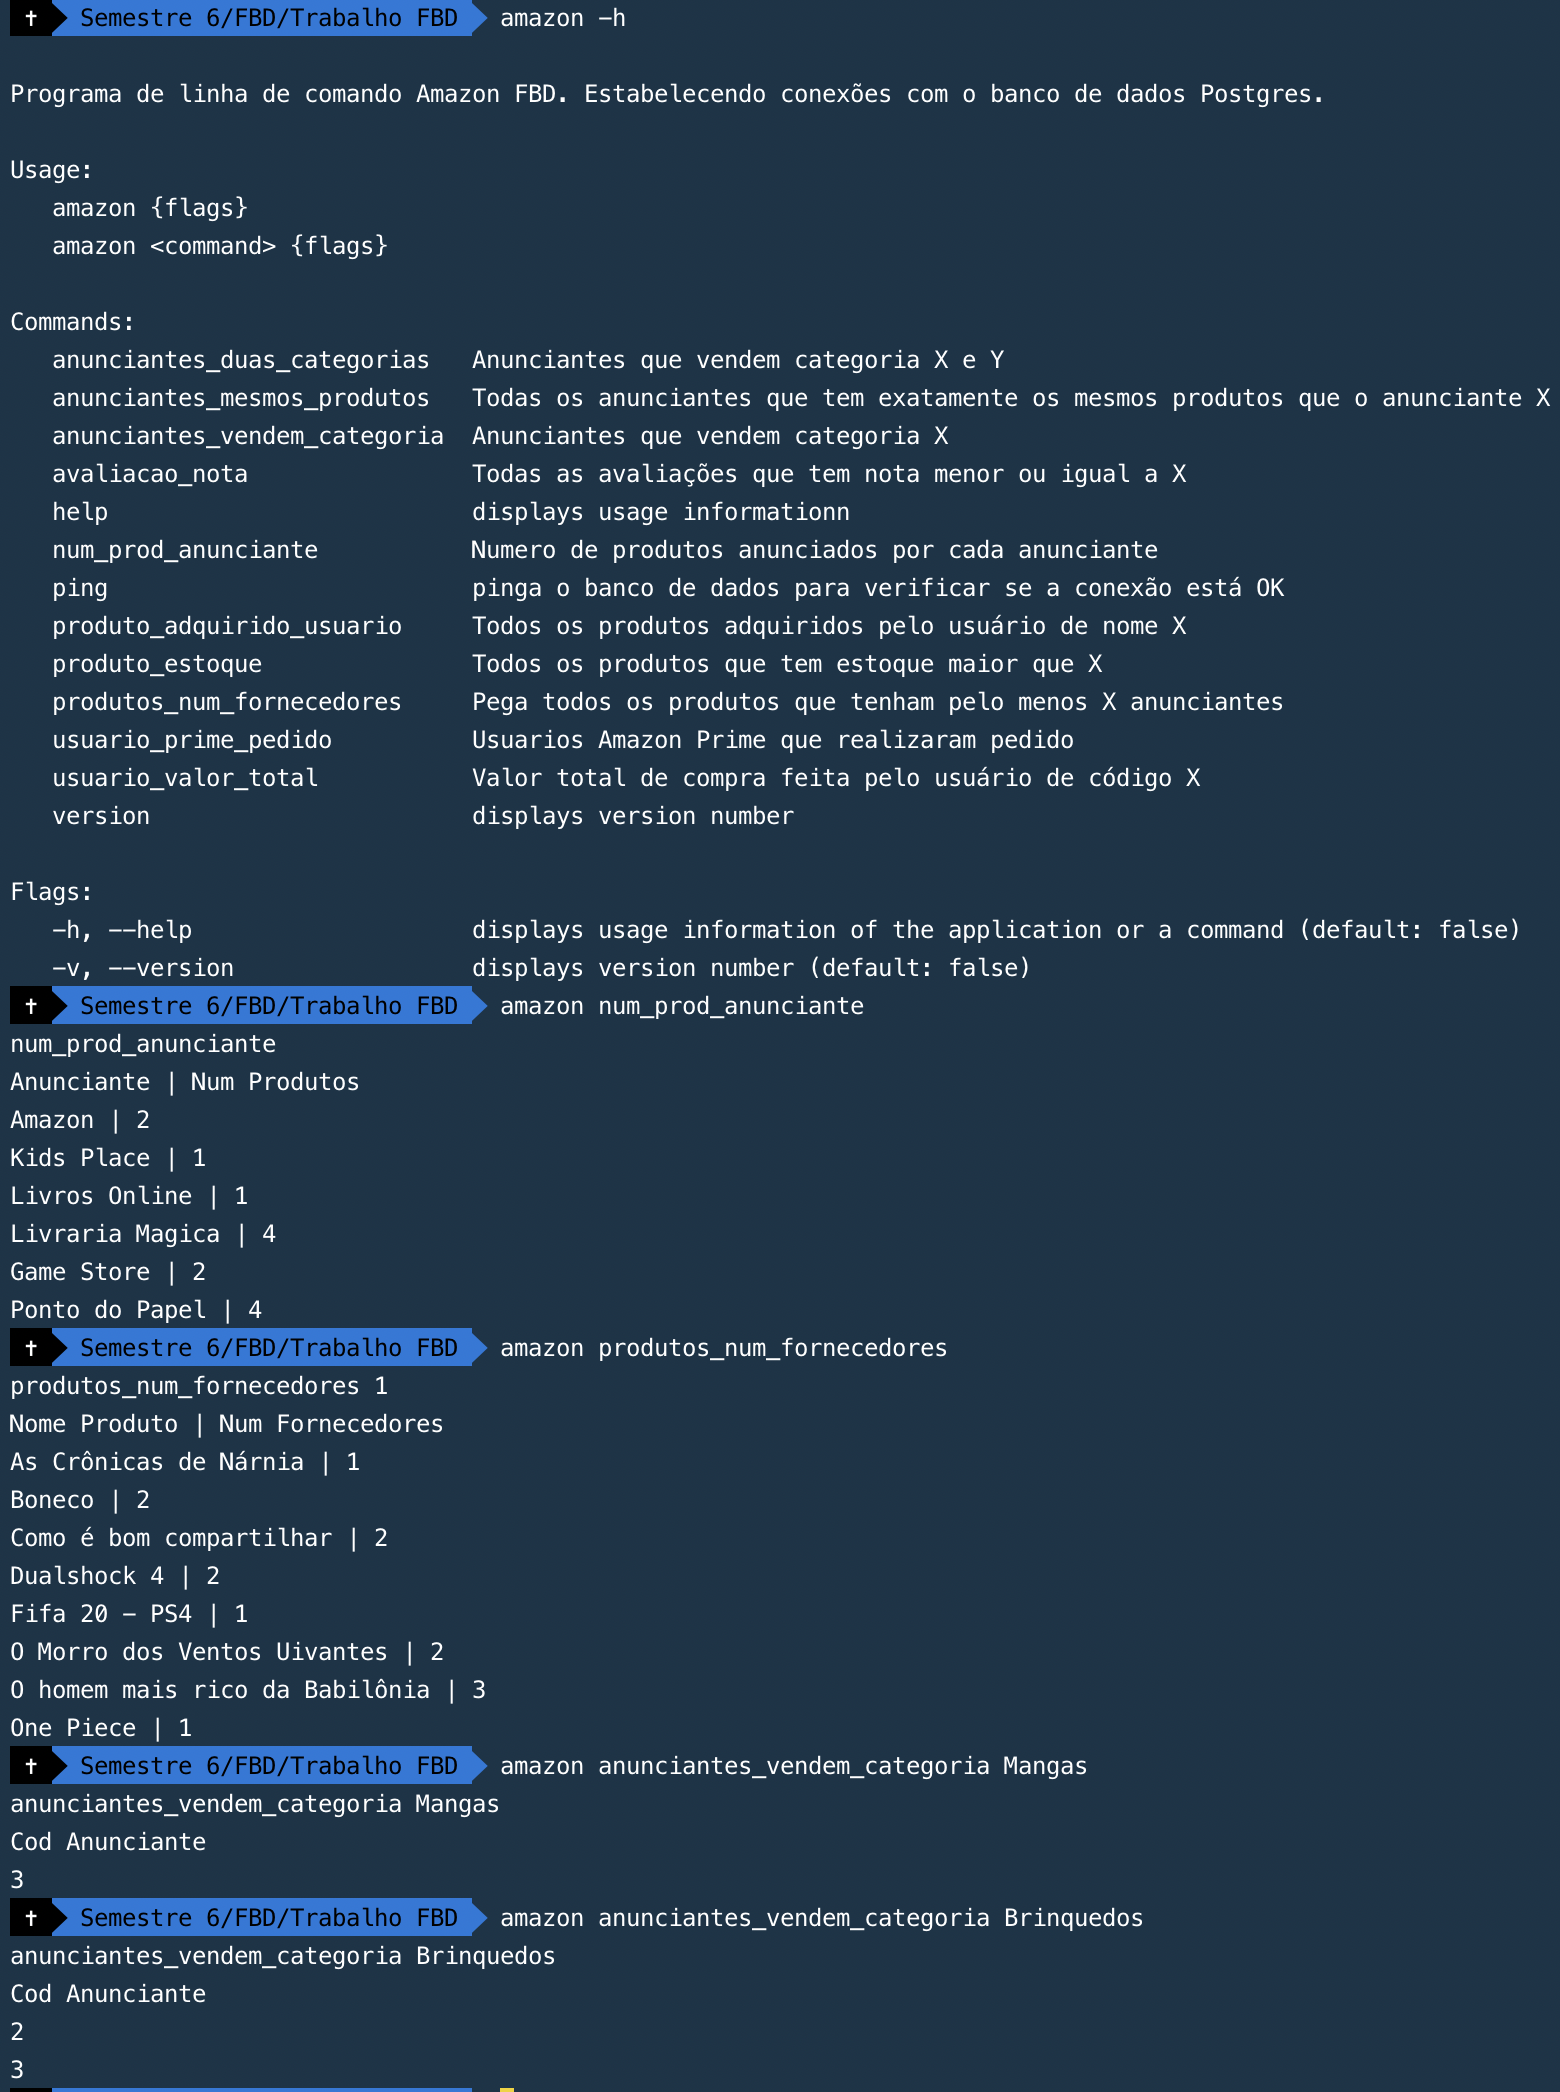 † Semestre 6/FBD/Trabalho FBD amazon -h
Programa de linha de comando Amazon FBD. Estabelecendo conexões com o banco de dados Postgres.
Usage:
amazon {flags}
amazon <command> {flags}
Commands:
anunciantes_duas_categorias Anunciantes que vendem categoria X e Y
anunciantes_mesmos_produtos Todas os anunciantes que tem exatamente os mesmos produtos que o anunciante X
anunciantes_vendem_categoria Anunciantes que vendem categoria X
avaliacao_nota Todas as avaliações que tem nota menor ou igual a X
help displays usage informationn
num_prod_anunciante Numero de produtos anunciados por cada anunciante
ping pinga o banco de dados para verificar se a conexão está OK
produto_adquirido_usuario Todos os produtos adquiridos pelo usuário de nome X
produto_estoque Todos os produtos que tem estoque maior que X
produtos_num_fornecedores Pega todos os produtos que tenham pelo menos X anunciantes
usuario_prime_pedido Usuarios Amazon Prime que realizaram pedido
usuario_valor_total Valor total de compra feita pelo usuário de código X
version displays version number
Flags:
-h, --help displays usage information of the application or a command (default: false)
-v, --version displays version number (default: false)
† Semestre 6/FBD/Trabalho FBD amazon num_prod_anunciante
num_prod_anunciante
Anunciante | Num Produtos
Amazon | 2
Kids Place | 1
Livros Online | 1
Livraria Magica | 4
Game Store | 2
Ponto do Papel | 4
† Semestre 6/FBD/Trabalho FBD amazon produtos_num_fornecedores
produtos_num_fornecedores 1
Nome Produto | Num Fornecedores
As Crônicas de Nárnia | 1
Boneco | 2
Como é bom compartilhar | 2
Dualshock 4 | 2
Fifa 20 - PS4 | 1
O Morro dos Ventos Uivantes | 2
O homem mais rico da Babilônia | 3
One Piece | 1
† Semestre 6/FBD/Trabalho FBD amazon anunciantes_vendem_categoria Mangas
anunciantes_vendem_categoria Mangas
Cod Anunciante
3
† Semestre 6/FBD/Trabalho FBD amazon anunciantes_vendem_categoria Brinquedos
anunciantes_vendem_categoria Brinquedos
Cod Anunciante
2
3